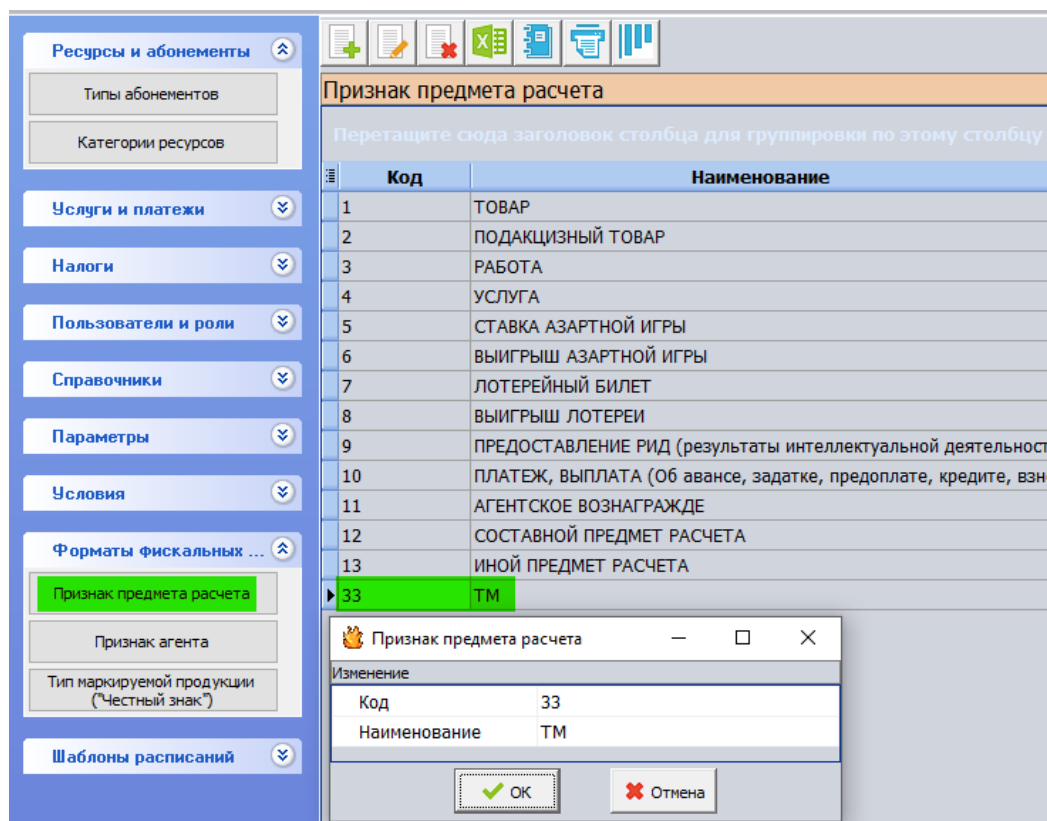 Ресурсы и абонементы
Типы абонементов
Категории ресурсов
Услуги и платежи
Налоги
Пользователи и роли
Справочники
Параметры
Условия
Форматы фискальных ...
Признак предмета расчета
Признак агента
Тип маркируемой продукции
("Честный знак")
Шаблоны расписаний
Признак предмета расчета
Перетащите сюда заголовок столбца для группировки по этому столбцу
Код Наименование
1 ТОВАР
2 ПОДАКЦИЗНЫЙ ТОВАР
3 РАБОТА
4 УСЛУГА
5 СТАВКА АЗАРТНОЙ ИГРЫ
6 ВЫИГРЫШ АЗАРТНОЙ ИГРЫ
7 ЛОТЕРЕЙНЫЙ БИЛЕТ
8 ВЫИГРЫШ ЛОТЕРЕИ
9 ПРЕДОСТАВЛЕНИЕ РИД (результаты интеллектуальной деятельност
10 ПЛАТЕЖ, ВЫПЛАТА (Об авансе, задатке, предоплате, кредите, взн
11 АГЕНТСКОЕ ВОЗНАГРАЖДЕ
12 СОСТАВНОЙ ПРЕДМЕТ РАСЧЕТА
13 ИНОЙ ПРЕДМЕТ РАСЧЕТА
33 ТМ
Признак предмета расчета
Изменение
Код 33
Наименование ТМ
ОК
Отмена